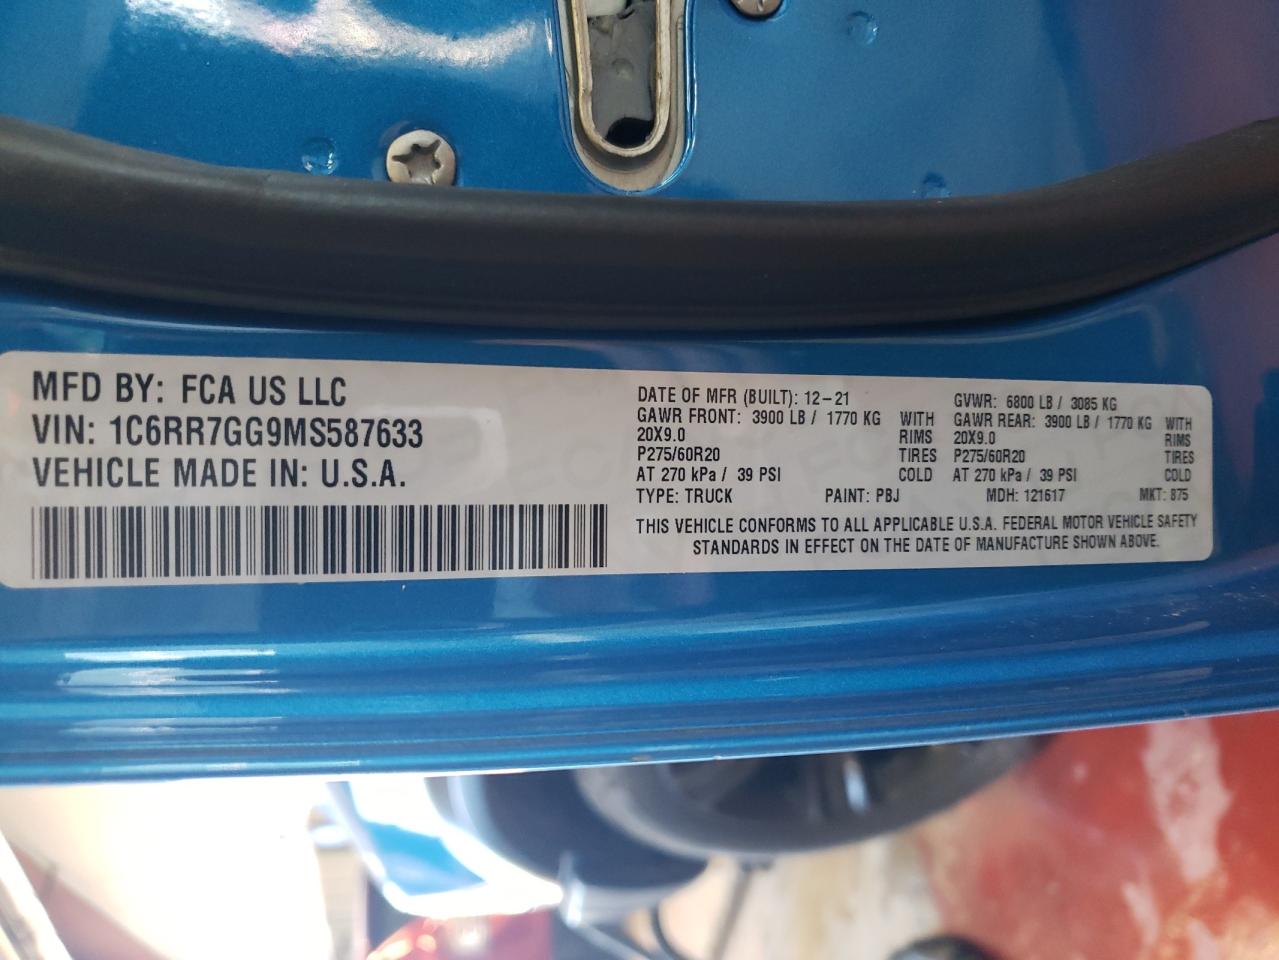 MFD BY: FCA US LLC
VIN: 1C6RR7GG9MS587633
VEHICLE MADE IN: U.S.A.
DATE OF MFR (BUILT): 12-21 GVWR: 6800 LB / 3085 KG
GAWR FRONT: 3900 LB / 1770 KG WITH GAWR REAR: 3900 LB / 1770 KG WITH
20X9.0 RIMS 20X9.0 RIMS
P275/60R20 TIRES P275/60R20 TIRES
AT 270 kPa / 39 PSI COLD AT 270 kPa / 39 PSI COLD
TYPE: TRUCK PAINT: PBJ MDH: 121617 MKT: 875
THIS VEHICLE CONFORMS TO ALL APPLICABLE U.S.A. FEDERAL MOTOR VEHICLE SAFETY
STANDARDS IN EFFECT ON THE DATE OF MANUFACTURE SHOWN ABOVE.